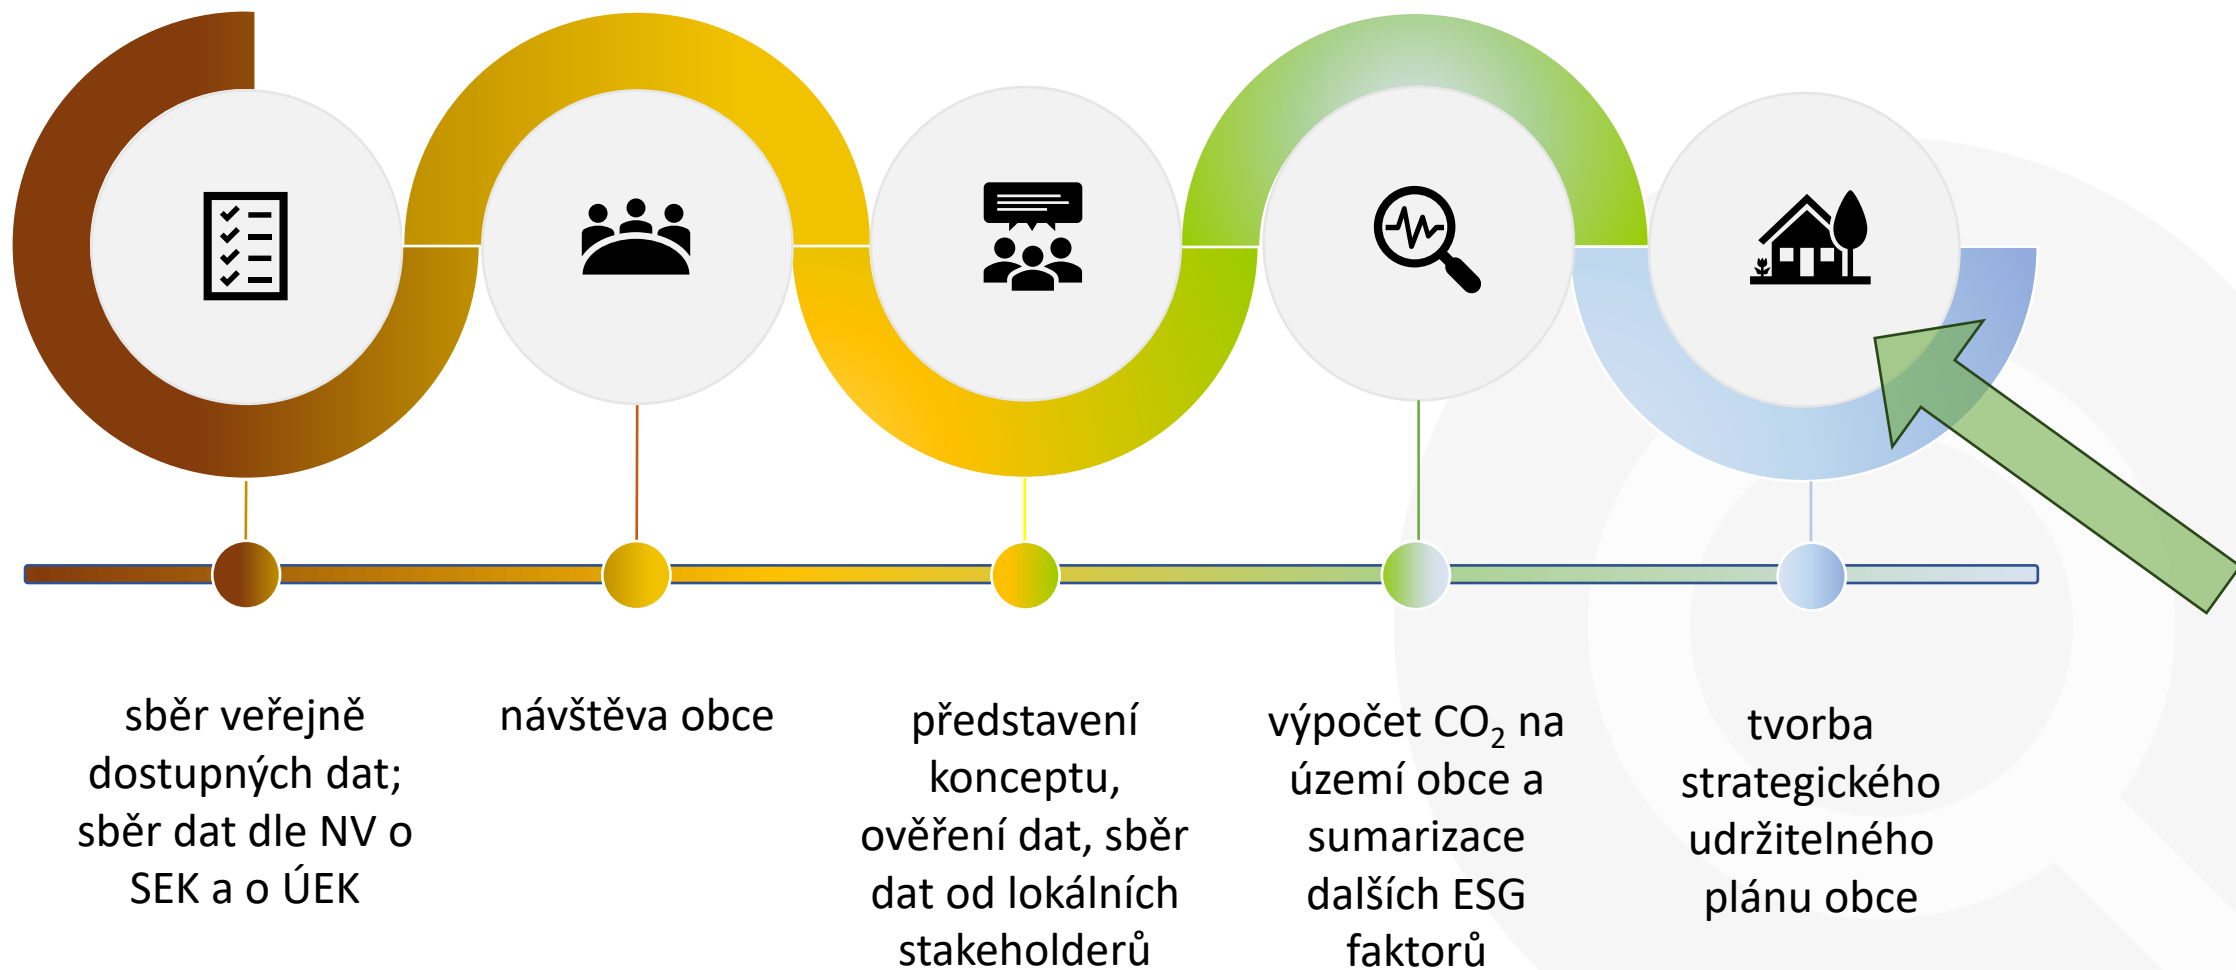 sběr veřejně
dostupných dat;
sběr dat dle NV o
SEK a o ÚEK
návštěva obce
představení
konceptu,
ověření dat, sběr
dat od lokálních
stakeholderů
výpočet CO₂ na
území obce a
sumarizace
dalších ESG
faktorů
tvorba
strategického
udržitelného
plánu obce